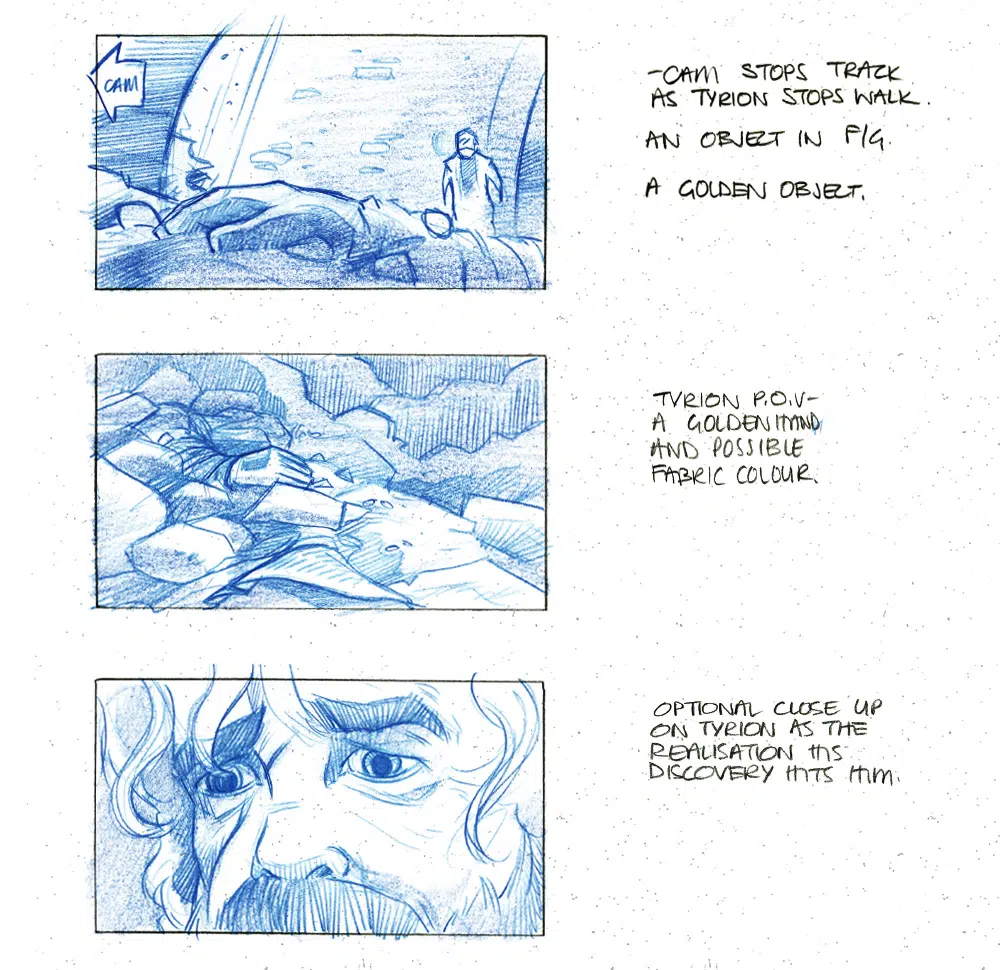 CAM
-CAM STOPS TRACK
AS TYRION STOPS WALK.
AN OBJECT IN F/G.
A GOLDEN OBJECT.
TYRION P.O.V-
A GOLDEN HAND
AND POSSIBLE
FABRIC COLOUR.
OPTIONAL CLOSE UP
ON TYRION AS THE
REALISATION HIS
DISCOVERY HITS HIM.